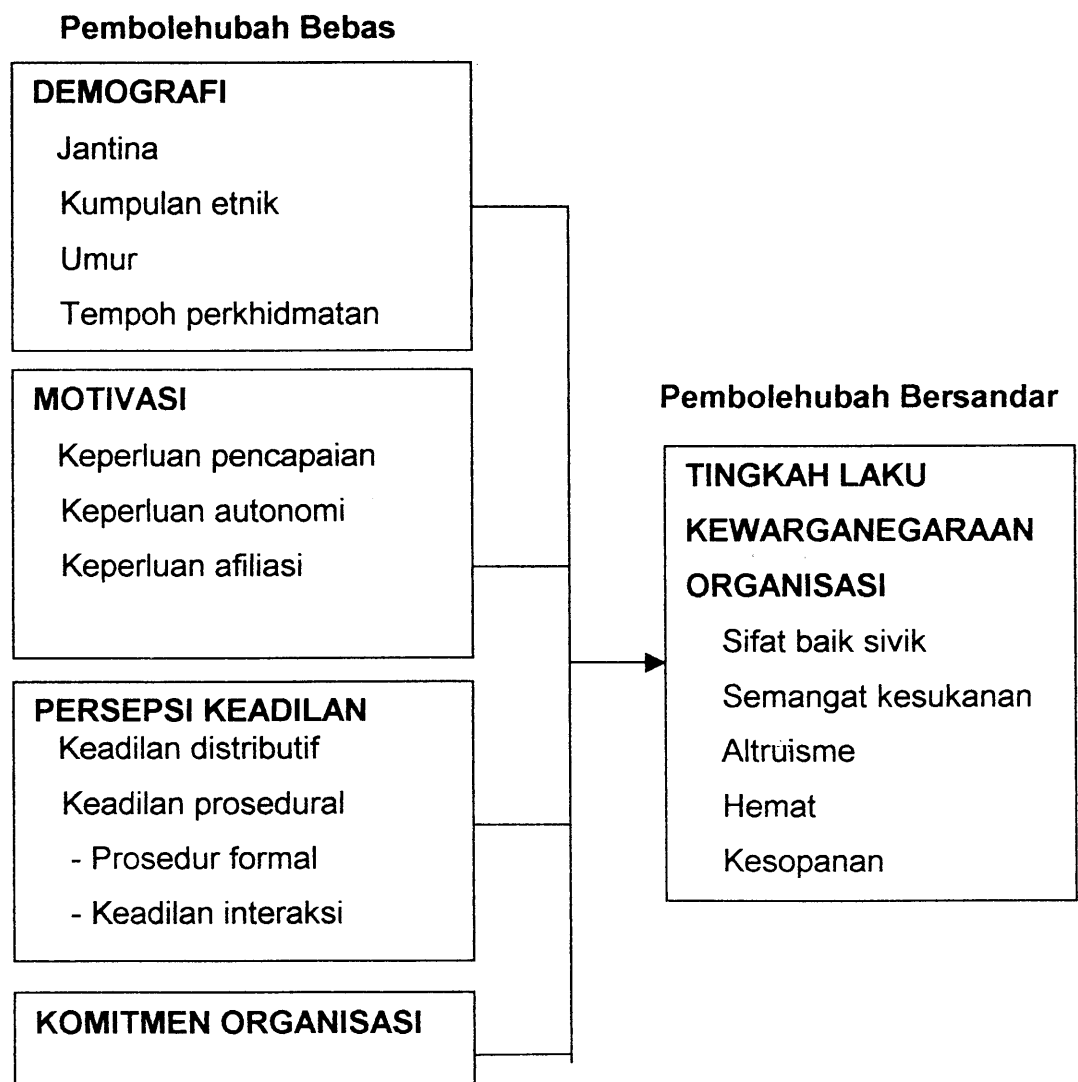 Pembolehubah Bebas
DEMOGRAFI
Jantina
Kumpulan etnik
Umur
Tempoh perkhidmatan
MOTIVASI
Keperluan pencapaian
Keperluan autonomi
Keperluan afiliasi
PERSEPSI KEADILAN
Keadilan distributif
Keadilan prosedural
- Prosedur formal
- Keadilan interaksi
KOMITMEN ORGANISASI
Pembolehubah Bersandar
TINGKAH LAKU
KEWARGANEGARAAN
ORGANISASI
Sifat baik sivik
Semangat kesukanan
Altruisme
Hemat
Kesopanan